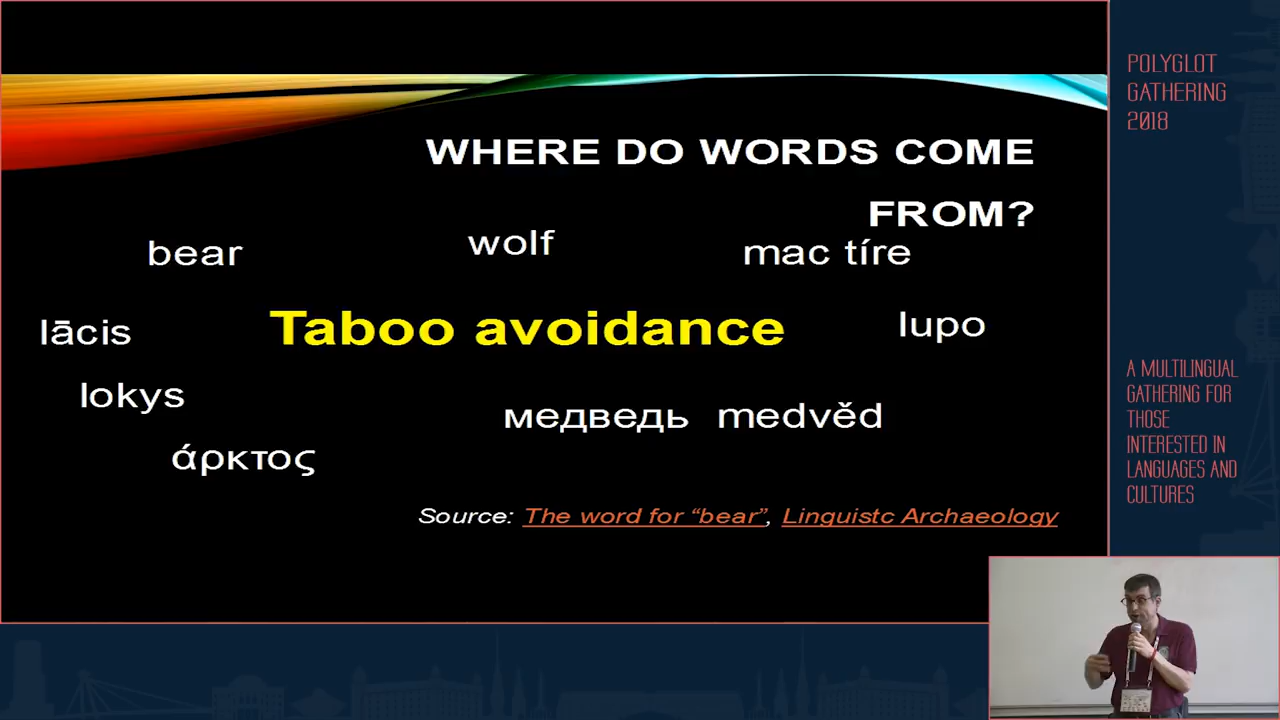 WHERE DO WORDS COME
FROM?
bear
wolf
mac tíre
lācis
Taboo avoidance
lupo
lokys
медведь medvěd
άρκτος
Source: The word for “bear”, Linguistc Archaeology
POLYGLOT
GATHERING
2018
A MULTILINGUAL
GATHERING FOR
THOSE
INTERESTED IN
LANGUAGES AND
CULTURES